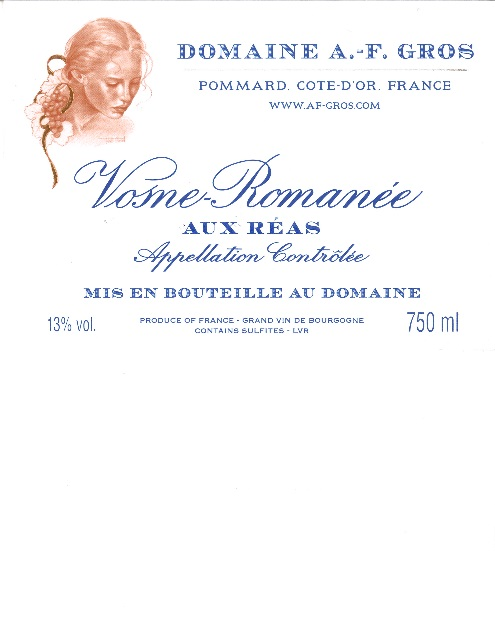 DOMAINE A.-F. GROS
POMMARD. COTE-D'OR. FRANCE
WWW.AF-GROS.COM
Vosne-Romanée
AUX RÉAS
Appellation Contrôlée
MIS EN BOUTEILLE AU DOMAINE
13% vol.
PRODUCE OF FRANCE - GRAND VIN DE BOURGOGNE
CONTAINS SULFITES - LVR
750 ml